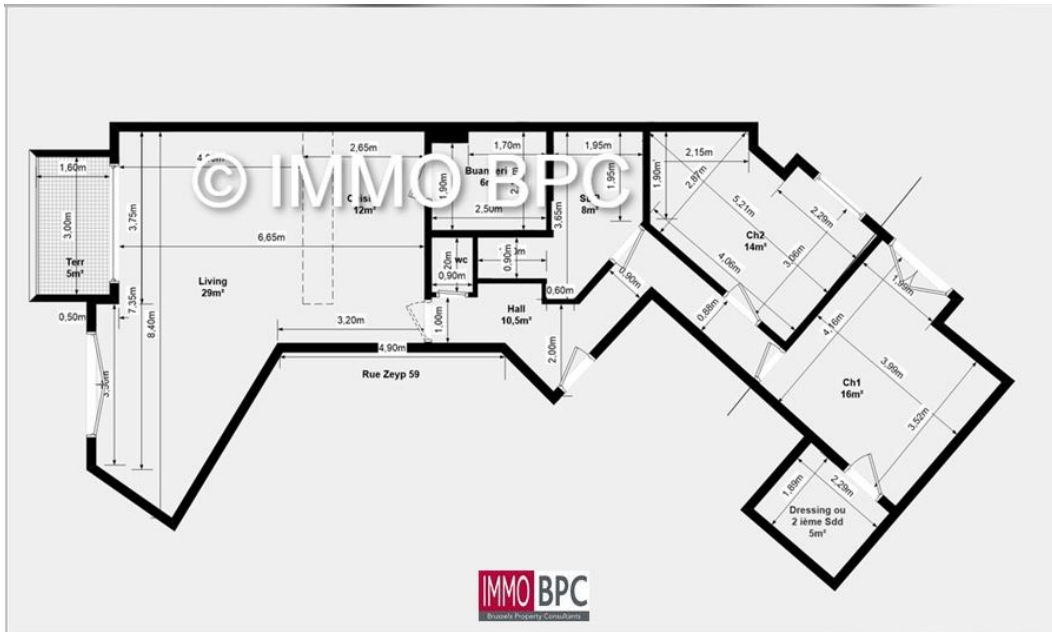 © IMMO BPC
2,65m
1,70m
1,95m
2,15m
1,60m
3,00m
Terr
5m²
0,50m
3,75m
7,35m
8,40m
6,65m
Living
29m²
12m²
1,90m
2,50m
3,65m
1,95m
8m²
1,90m
2,87m
5,21m
2,29m
Ch2
14m²
3,06m
4,06m
wc
0,90m
0,90m
0,60m
Hall
10,5m²
1,00m
2,00m
3,20m
4,90m
Rue Zeyp 59
0,90m
0,88m
1,99m
4,16m
3,99m
Ch1
16m²
3,52m
1,89m
2,29m
Dressing ou
2 ième Sdd
5m²
IMMO BPC
Brussels Property Consultants